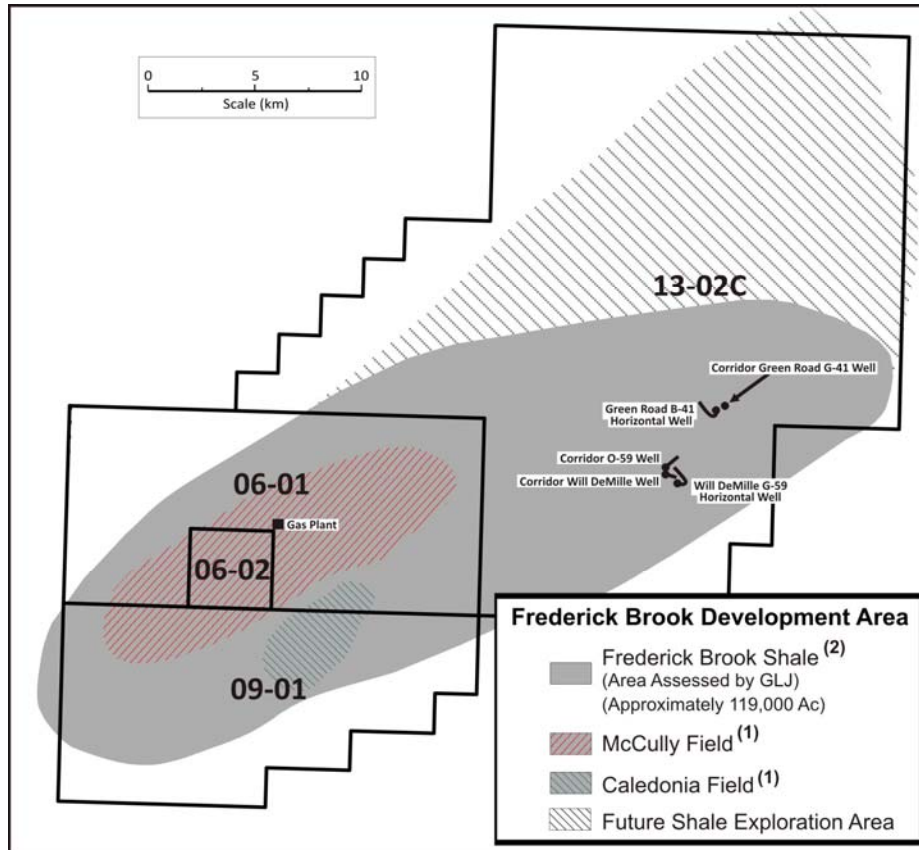 0 5 10
Scale (km)
13-02C
Corridor Green Road G-41 Well
Green Road B-41
Horizontal Well
Corridor O-59 Well
Corridor Will DeMille Well
Will DeMille G-59
Horizontal Well
06-01
Gas Plant
06-02
09-01
Frederick Brook Development Area
Frederick Brook Shale (2)
(Area Assessed by GLJ)
(Approximately 119,000 Ac)
McCully Field (1)
Caledonia Field (1)
Future Shale Exploration Area